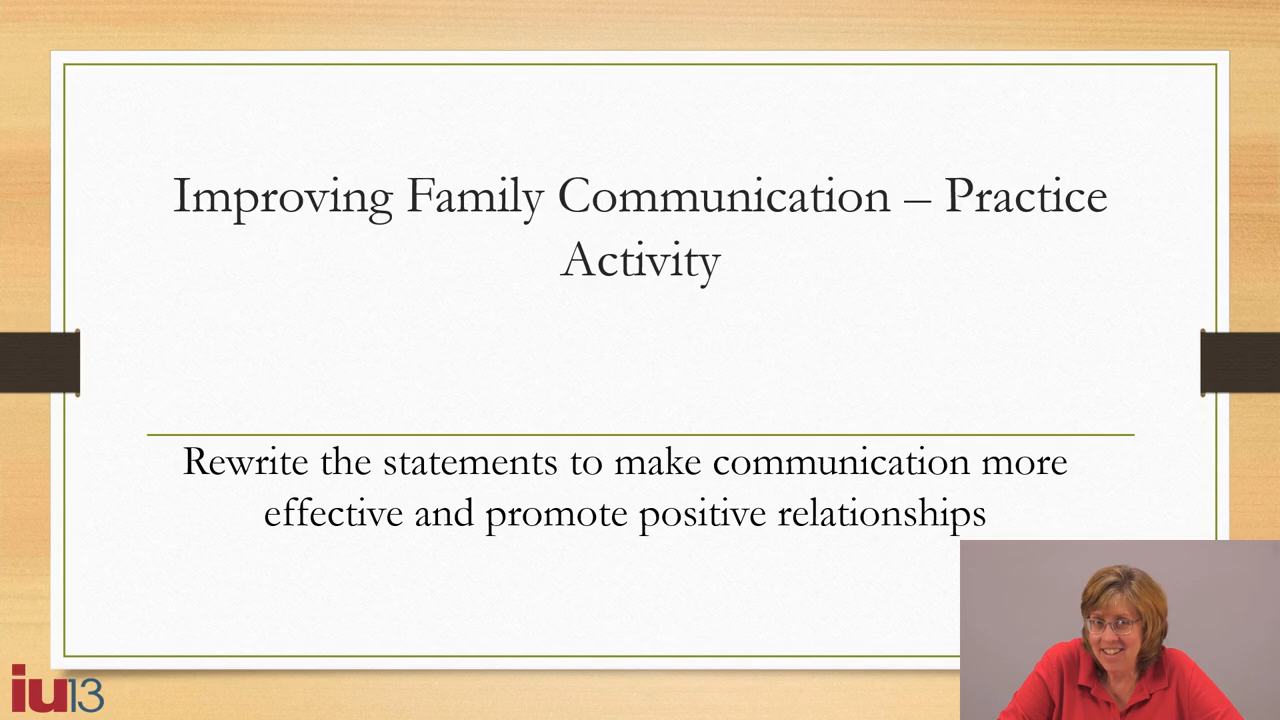 Improving Family Communication – Practice
Activity
Rewrite the statements to make communication more
effective and promote positive relationships
iu13